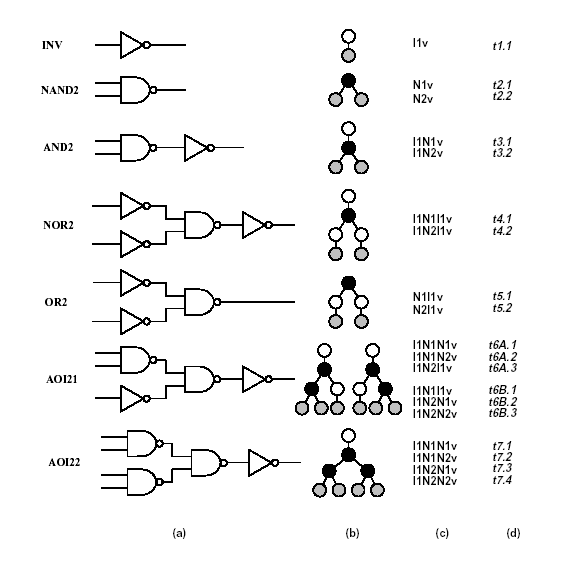 INV I1v t1.1
NAND2 N1v t2.1
N2v t2.2
AND2 I1N1v t3.1
I1N2v t3.2
NOR2 I1N1I1v t4.1
I1N2I1v t4.2
OR2 N1I1v t5.1
N2I1v t5.2
I1N1N1v t6A.1
I1N1N2v t6A.2
AOI21 I1N2I1v t6A.3
I1N1I1v t6B.1
I1N2N1v t6B.2
I1N2N2v t6B.3
I1N1N1v t7.1
AOI22 I1N1N2v t7.2
I1N2N1v t7.3
I1N2N2v t7.4
(a) (b) (c) (d)